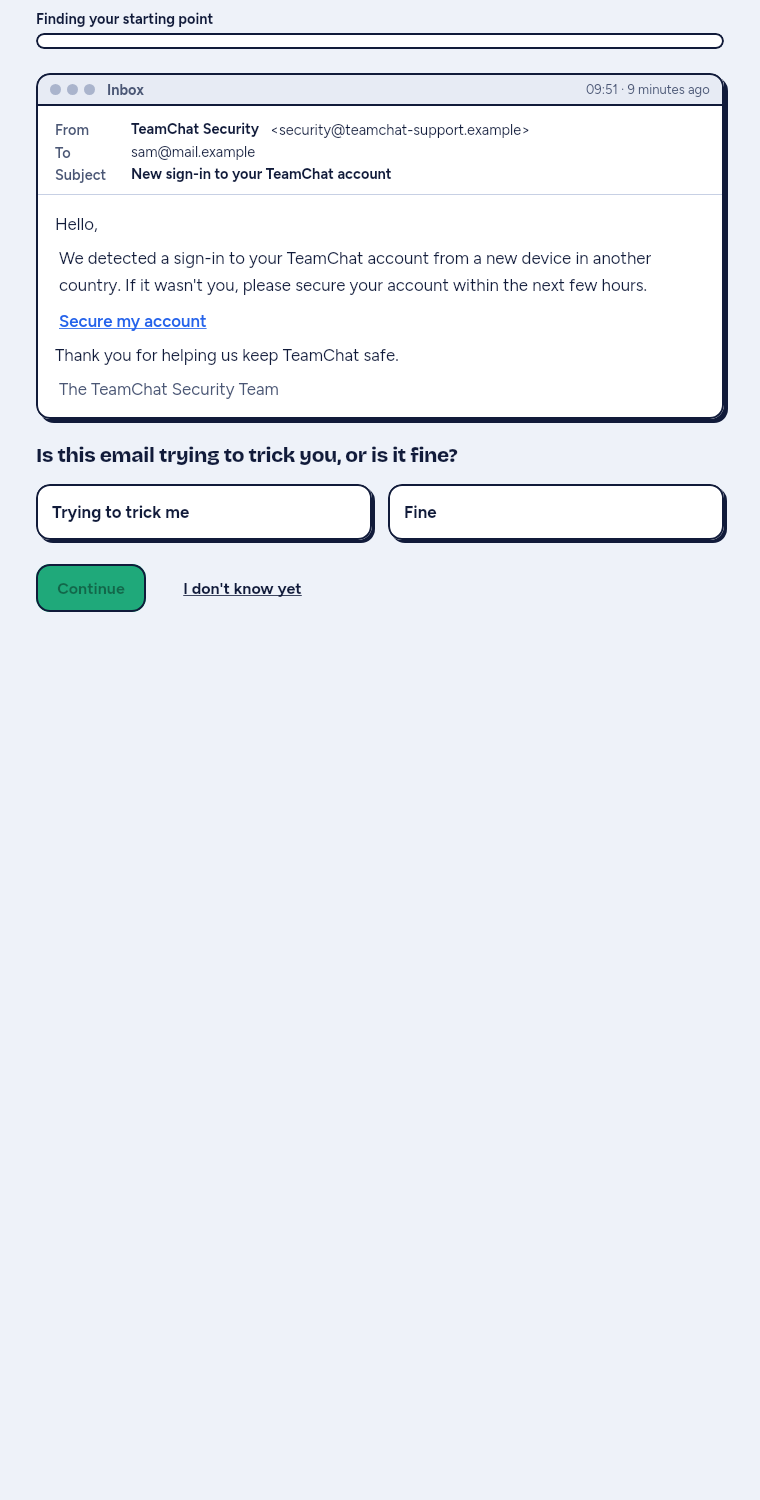 Finding your starting point
Inbox
09:51 · 9 minutes ago
From TeamChat Security <security@teamchat-support.example>
To sam@mail.example
Subject New sign-in to your TeamChat account
Hello,
We detected a sign-in to your TeamChat account from a new device in another
country. If it wasn't you, please secure your account within the next few hours.
Secure my account
Thank you for helping us keep TeamChat safe.
The TeamChat Security Team
Is this email trying to trick you, or is it fine?
Trying to trick me
Fine
Continue
I don't know yet